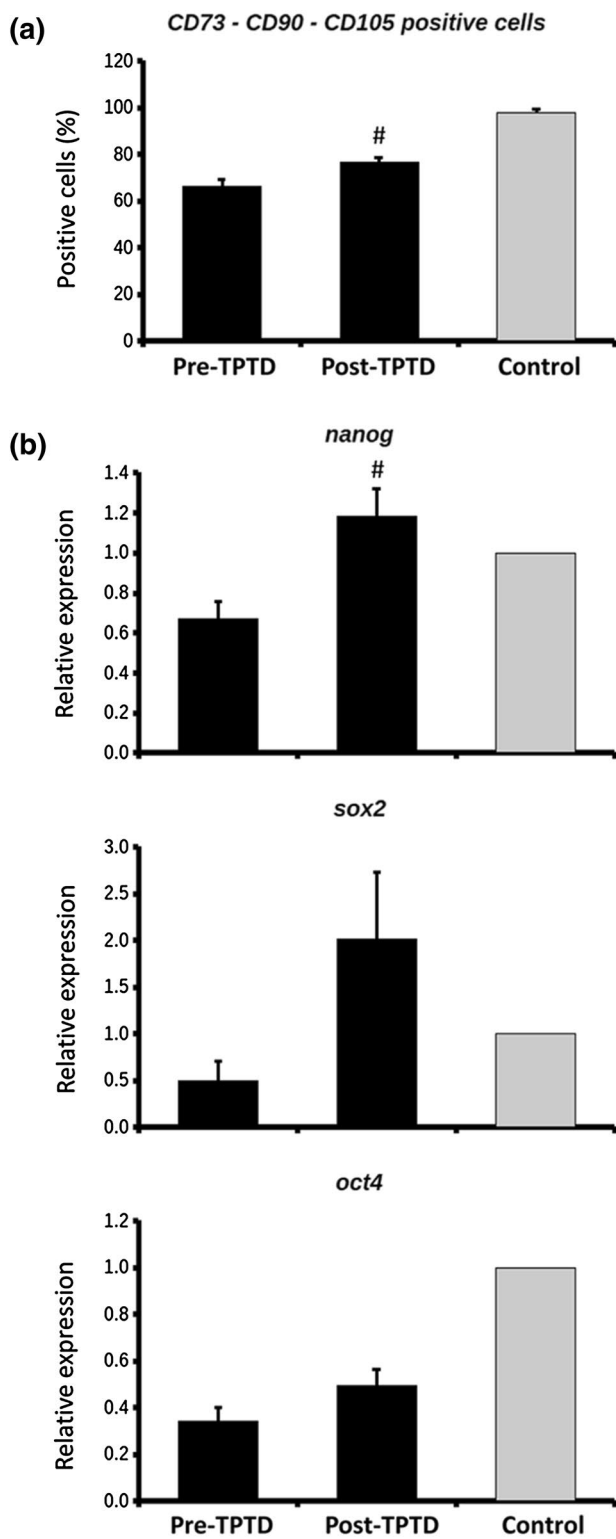 (a)
CD73 - CD90 - CD105 positive cells
Positive cells (%)
120
100
80
60
40
20
0
#
Pre-TPTD Post-TPTD Control
(b)
nanog
Relative expression
1.4
1.2
1.0
0.8
0.6
0.4
0.2
0.0
#
sox2
Relative expression
3.0
2.5
2.0
1.5
1.0
0.5
0.0
oct4
Relative expression
1.2
1.0
0.8
0.6
0.4
0.2
0.0
Pre-TPTD Post-TPTD Control